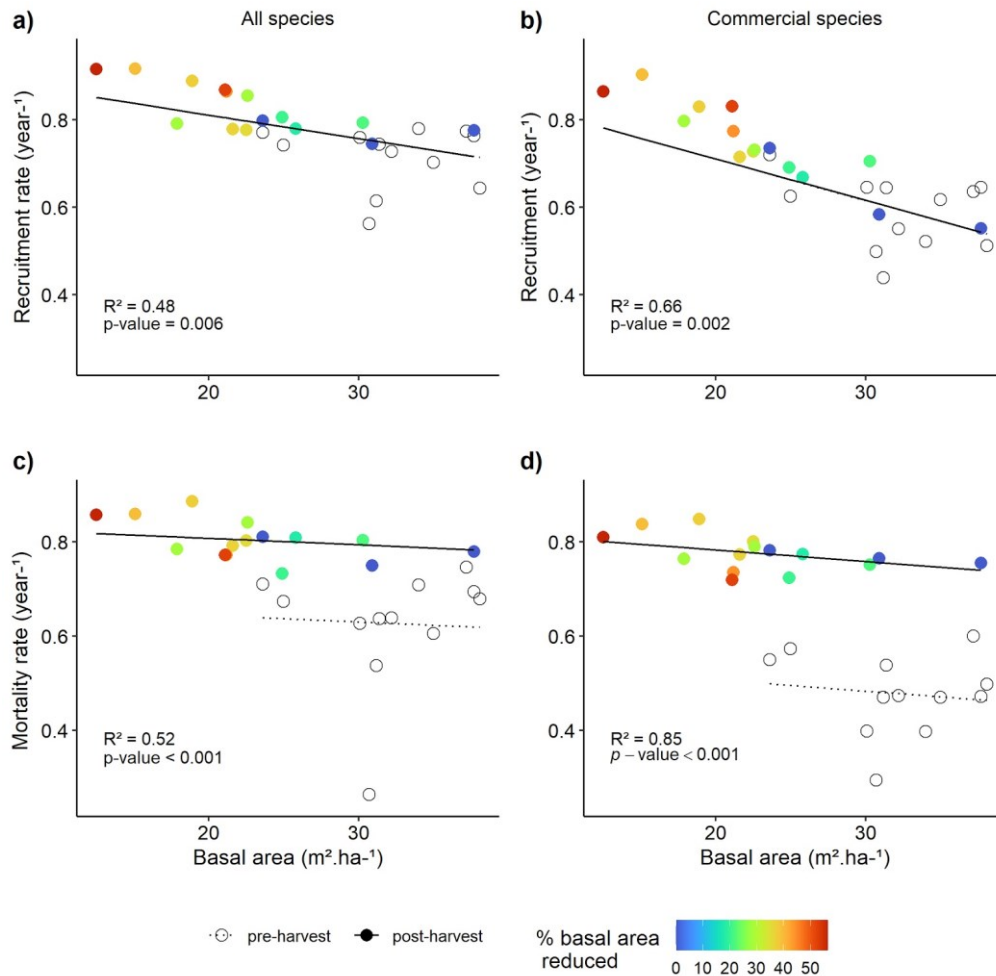 a) All species b) Commercial species
Recruitment rate (year-¹)
0.8
0.6
0.4
R² = 0.48
p-value = 0.006
20 30
Recruitment (year-¹)
0.8
0.6
0.4
R² = 0.66
p-value = 0.002
20 30
c)
Mortality rate (year-¹)
0.8
0.6
0.4
R² = 0.52
p-value < 0.001
20 30
Basal area (m².ha-¹)
d)
0.8
0.6
0.4
R² = 0.85
p – value < 0.001
20 30
Basal area (m².ha-¹)
pre-harvest post-harvest
% basal area
reduced
0 10 20 30 40 50